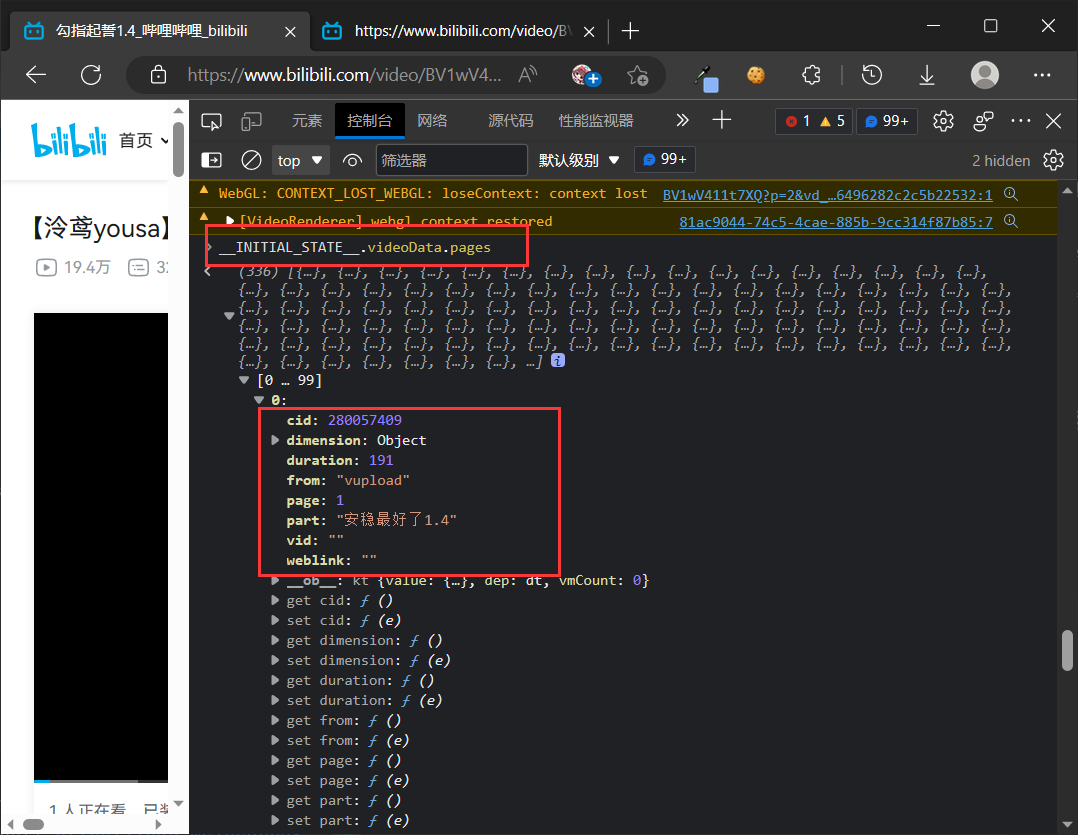 勾指起誓1.4_哔哩哔哩_bilibili
https://www.bilibili.com/video/BV
https://www.bilibili.com/video/BV1wV4...
bilibili
首页
元素
控制台
网络
源代码
性能监视器
1
5
99+
top
筛选器
默认级别
99+
2 hidden
【泠鸢yousa】
19.4万
WebGL: CONTEXT_LOST_WEBGL: loseContext: context lost BV1wV411t7XQ?p=2&vd_…6496282c2c5b22532:1
[VideoRenderer] webgl context restored 81ac9044-74c5-4cae-885b-9cc314f87b85:7
__INITIAL_STATE__.videoData.pages
(336) [{…}, {…}, {…}, {…}, {…}, {…}, {…}, {…}, {…}, {…}, {…}, {…}, {…}, {…}, {…}, {…}, {…},
{…}, {…}, {…}, {…}, {…}, {…}, {…}, {…}, {…}, {…}, {…}, {…}, {…}, {…}, {…}, {…}, {…}, {…}, {…},
{…}, {…}, {…}, {…}, {…}, {…}, {…}, {…}, {…}, {…}, {…}, {…}, {…}, {…}, {…}, {…}, {…}, {…}, {…},
{…}, {…}, {…}, {…}, {…}, {…}, {…}, {…}, {…}, {…}, {…}, {…}, {…}, {…}, {…}, {…}, {…}, {…}, {…},
{…}, {…}, {…}, {…}, {…}, {…}, {…}, {…}, {…}, {…}, {…}, {…}, {…}, {…}, {…}, {…}, {…}, {…}, {…},
{…}, {…}, {…}, {…}, {…}, {…}, {…}, …]
[0 … 99]
0:
cid: 280057409
dimension: Object
duration: 191
from: "vupload"
page: 1
part: "安稳最好了1.4"
vid: ""
weblink: ""
__ob__: kt {value: {…}, dep: dt, vmCount: 0}
get cid: ƒ ()
set cid: ƒ (e)
get dimension: ƒ ()
set dimension: ƒ (e)
get duration: ƒ ()
set duration: ƒ (e)
get from: ƒ ()
set from: ƒ (e)
get page: ƒ ()
set page: ƒ (e)
get part: ƒ ()
set part: ƒ (e)
1 人正在看